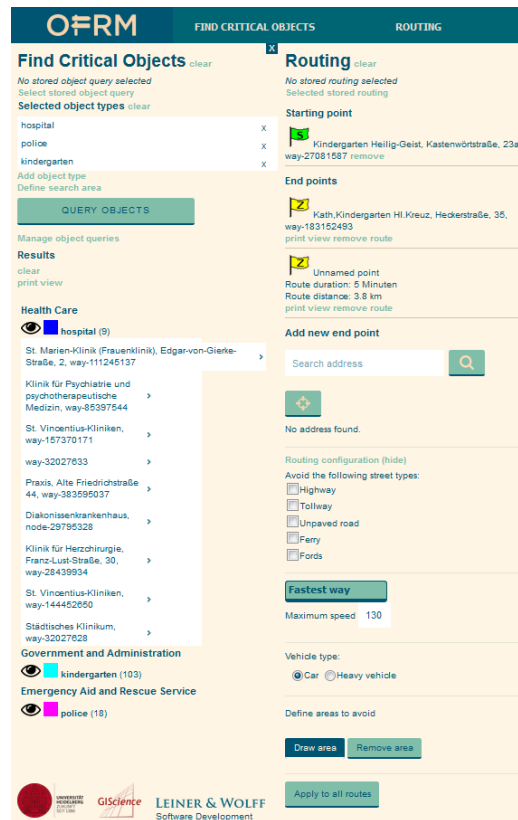 OFRM
FIND CRITICAL OBJECTS
ROUTING
X
Find Critical Objects clear
No stored object query selected
Select stored object query
Selected object types clear
hospital x
police x
kindergarten x
Add object type
Define search area
QUERY OBJECTS
Manage object queries
Results
clear
print view
Health Care
hospital (9)
St. Marien-Klinik (Frauenklinik), Edgar-von-Gierke-
Straße, 2, way-111245137
Klinik für Psychiatrie und
psychotherapeutische
Medizin, way-85397544
St. Vincentius-Kliniken,
way-157370171
way-32027633
Praxis, Alte Friedrichstraße
44, way-383595037
Diakonissenkrankenhaus,
node-29795328
Klinik für Herzchirurgie,
Franz-Lust-Straße, 30,
way-28439934
St. Vincentius-Kliniken,
way-144452650
Städtisches Klinikum,
way-32027628
Government and Administration
kindergarten (103)
Emergency Aid and Rescue Service
police (18)
UNIVERSITÄT
HEIDELBERG
ZUKUNFT
SEIT 1386
GIScience
LEINER & WOLFF
Software Development
Routing clear
No stored routing selected
Selected stored routing
Starting point
S
Kindergarten Heilig-Geist, Kastenwörtstraße, 23a
way-27081587 remove
End points
Z
Kath,Kindergarten Hl.Kreuz, Heckerstraße, 35,
way-183152493
print view remove route
Z
Unnamed point
Route duration: 5 Minuten
Route distance: 3.8 km
print view remove route
Add new end point
Search address
No address found.
Routing configuration (hide)
Avoid the following street types:
Highway
Tollway
Unpaved road
Ferry
Fords
Fastest way
Maximum speed 130
Vehicle type:
Car Heavy vehicle
Define areas to avoid
Draw area Remove area
Apply to all routes